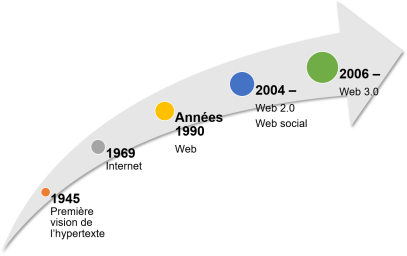 1945
Première
vision de
l'hypertexte
1969
Internet
Années
1990
Web
2004 –
Web 2.0
Web social
2006 –
Web 3.0